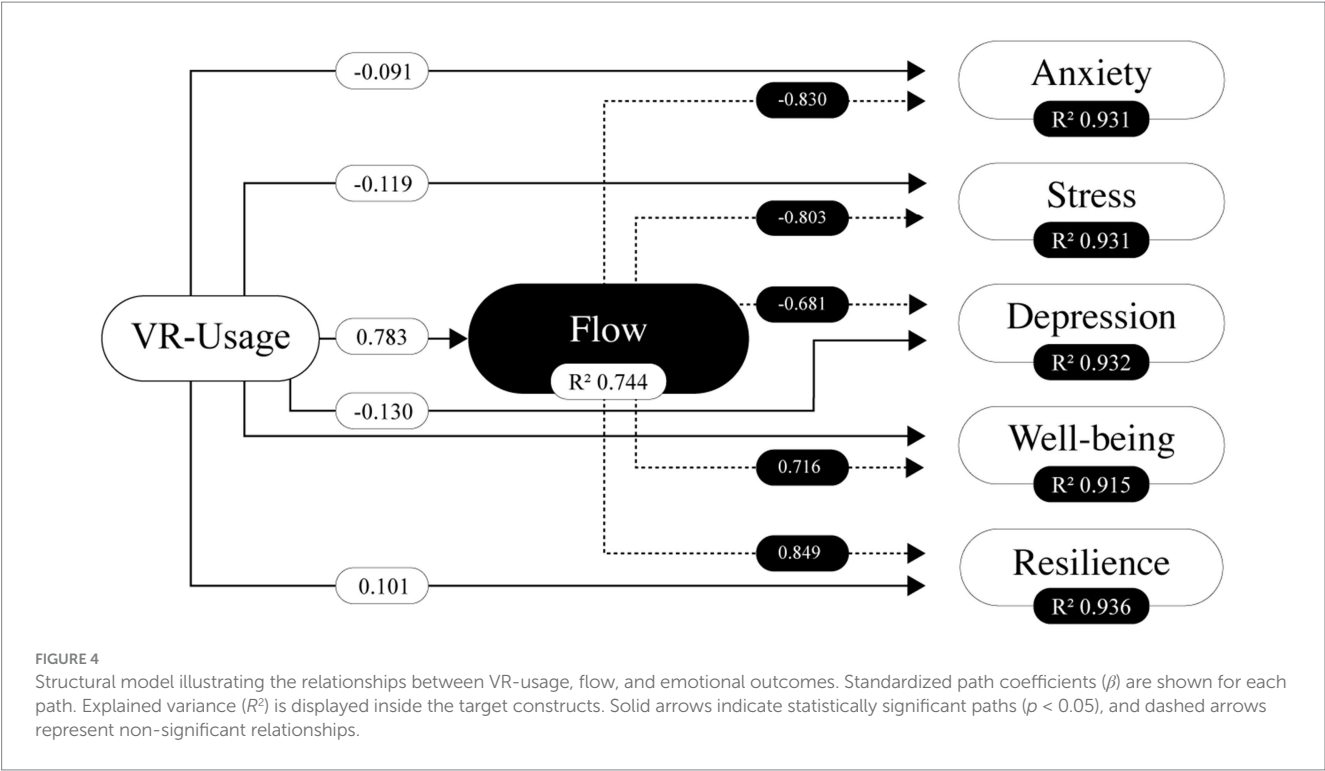 -0.091
Anxiety
-0.830
R² 0.931
-0.119
Stress
-0.803
R² 0.931
-0.681
Depression
VR-Usage
0.783
Flow
R² 0.932
R² 0.744
-0.130
Well-being
0.716
R² 0.915
0.849
Resilience
0.101
R² 0.936
FIGURE 4
Structural model illustrating the relationships between VR-usage, flow, and emotional outcomes. Standardized path coefficients (β) are shown for each
path. Explained variance (R²) is displayed inside the target constructs. Solid arrows indicate statistically significant paths (p < 0.05), and dashed arrows
represent non-significant relationships.